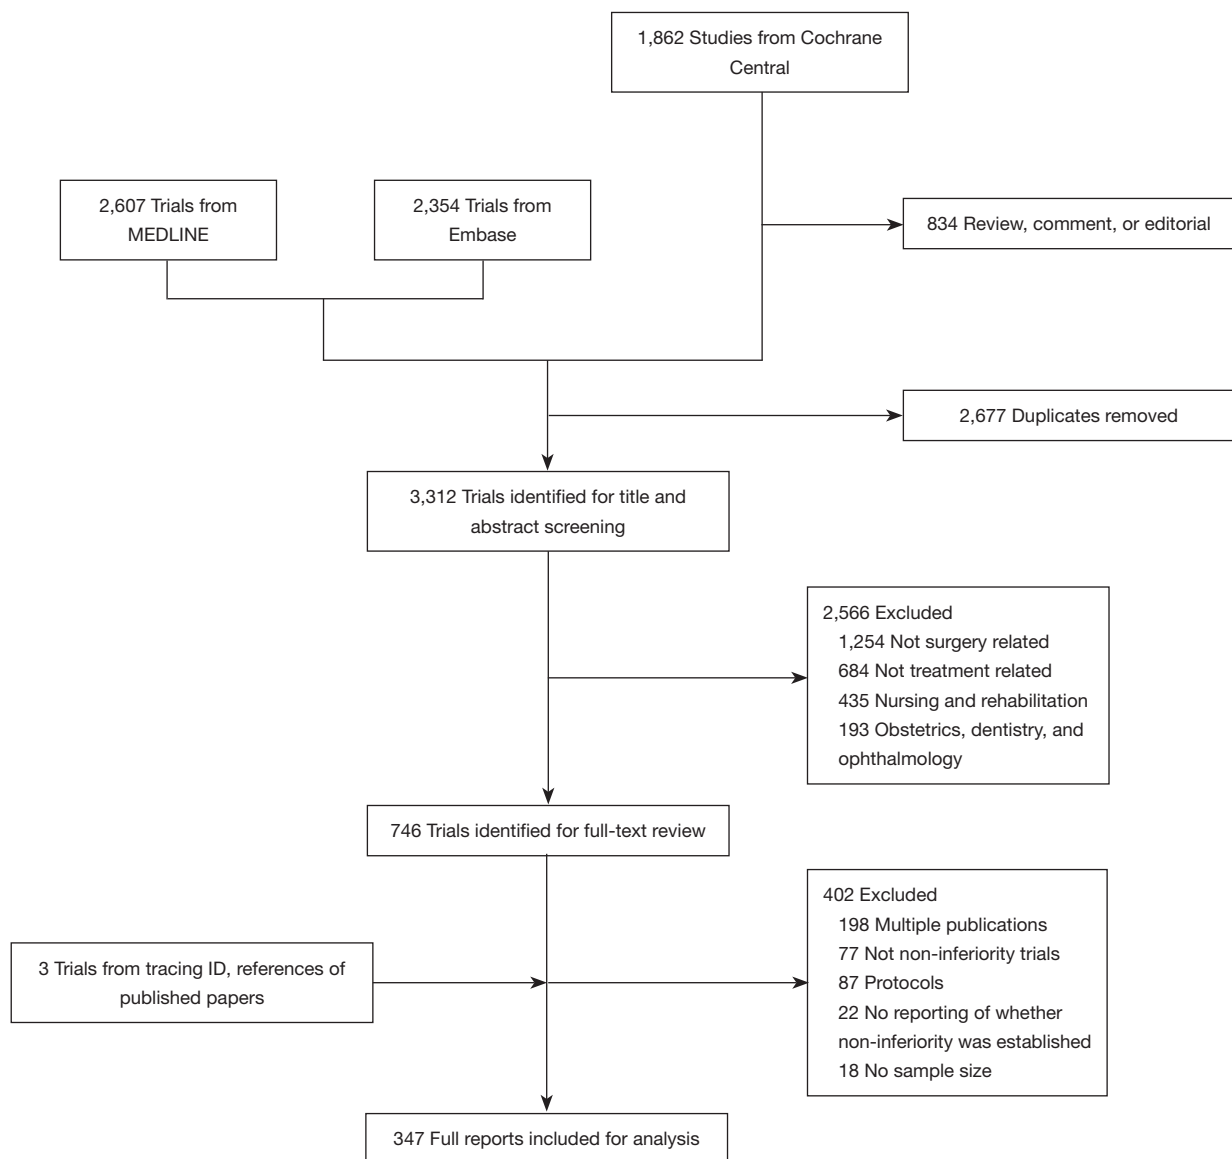 1,862 Studies from Cochrane
Central
2,607 Trials from
MEDLINE
2,354 Trials from
Embase
834 Review, comment, or editorial
2,677 Duplicates removed
3,312 Trials identified for title and
abstract screening
2,566 Excluded
1,254 Not surgery related
684 Not treatment related
435 Nursing and rehabilitation
193 Obstetrics, dentistry, and
ophthalmology
746 Trials identified for full-text review
402 Excluded
198 Multiple publications
77 Not non-inferiority trials
87 Protocols
22 No reporting of whether
non-inferiority was established
18 No sample size
3 Trials from tracing ID, references of
published papers
347 Full reports included for analysis